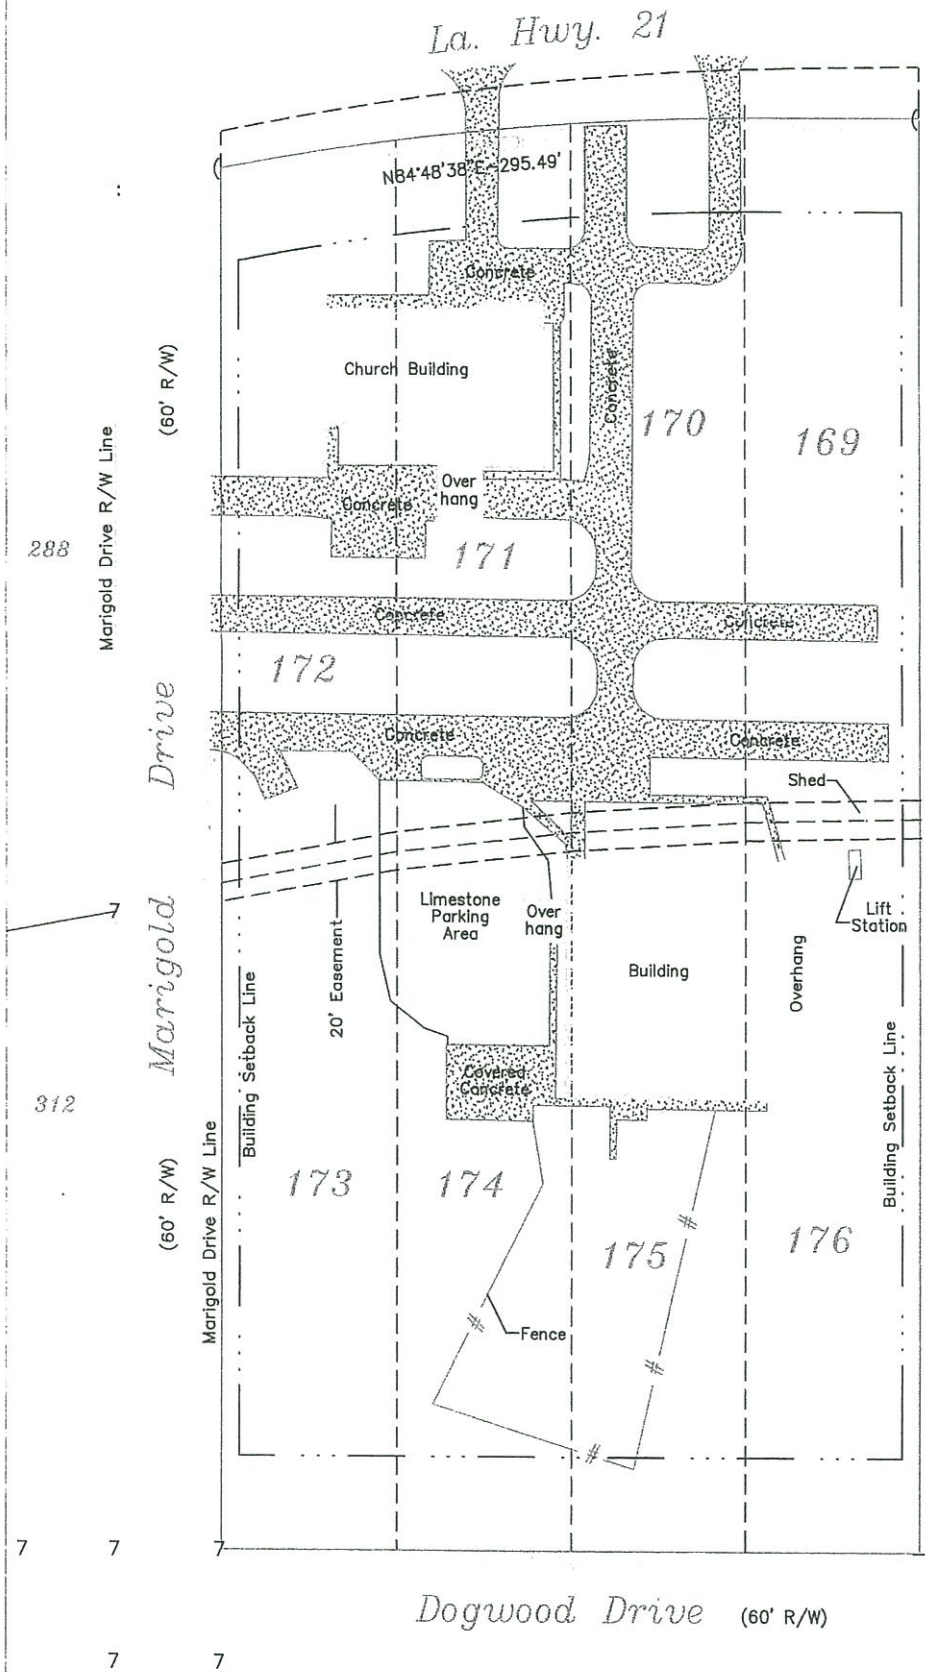 La. Hwy. 21
N84°48'38"E~295.49'
Concrete
(60' R/W)
Church Building
Concrete
170
169
Marigold Drive R/W Line
Over
hang
Concrete
288
171
Concrete
Concrete
172
Concrete
Concrete
Marigold Drive
Shed
7
Limestone
Parking
Area
Over
hang
Lift
Station
20' Easement
Building
Overhang
Building Setback Line
Building Setback Line
Covered
Concrete
312
(60' R/W)
Marigold Drive R/W Line
173
174
175
176
#
#
Fence
#
#
7 7 7
Dogwood Drive (60' R/W)
7 7